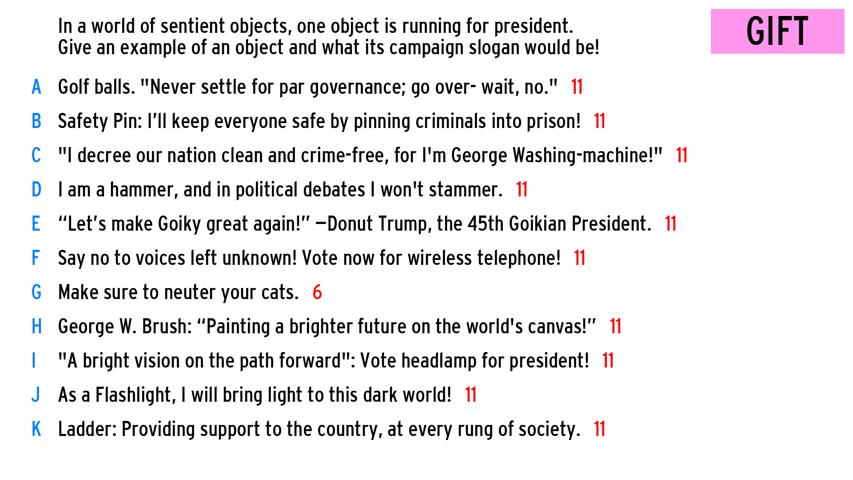 In a world of sentient objects, one object is running for president.
Give an example of an object and what its campaign slogan would be!
GIFT
A Golf balls. "Never settle for par governance; go over- wait, no." 11
B Safety Pin: I’ll keep everyone safe by pinning criminals into prison! 11
C "I decree our nation clean and crime-free, for I'm George Washing-machine!" 11
D I am a hammer, and in political debates I won't stammer. 11
E “Let’s make Goiky great again!” –Donut Trump, the 45th Goikian President. 11
F Say no to voices left unknown! Vote now for wireless telephone! 11
G Make sure to neuter your cats. 6
H George W. Brush: “Painting a brighter future on the world's canvas!” 11
I "A bright vision on the path forward": Vote headlamp for president! 11
J As a Flashlight, I will bring light to this dark world! 11
K Ladder: Providing support to the country, at every rung of society. 11